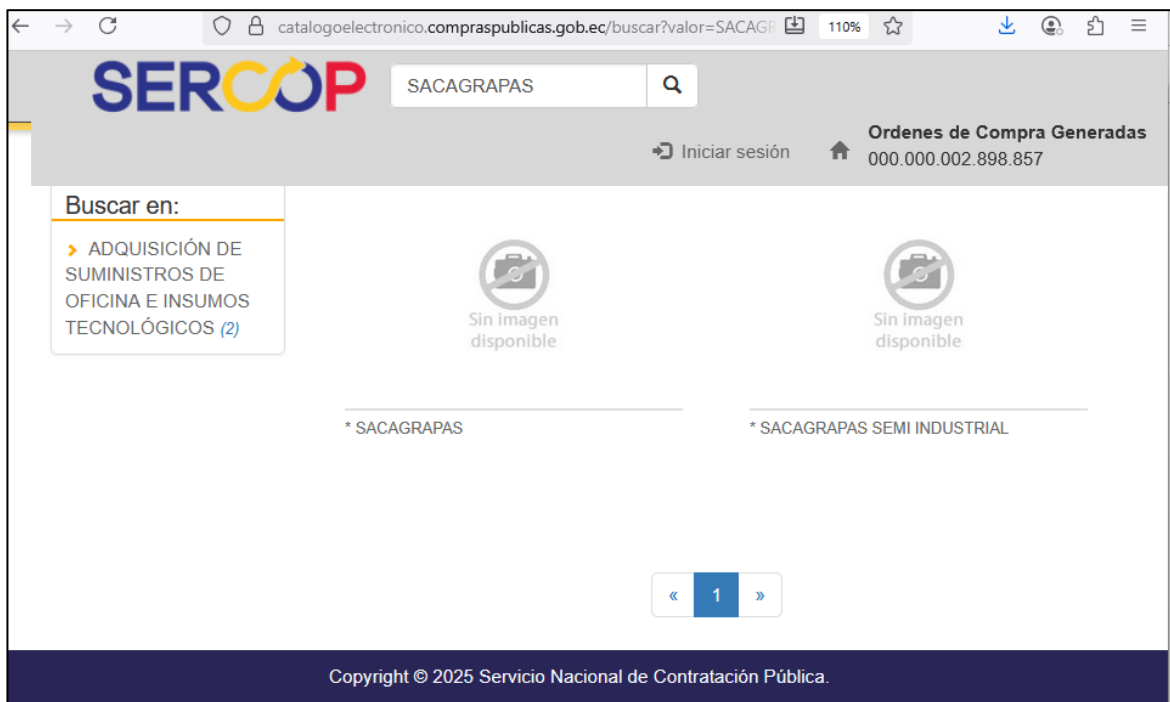 catalogoelectronico.compraspublicas.gob.ec/buscar?valor=SACAGR
110%
SERCOP
SACAGRAPAS
Iniciar sesión
Ordenes de Compra Generadas
000.000.002.898.857
Buscar en:
ADQUISICIÓN DE
SUMINISTROS DE
OFICINA E INSUMOS
TECNOLÓGICOS (2)
Sin imagen
disponible
* SACAGRAPAS
Sin imagen
disponible
* SACAGRAPAS SEMI INDUSTRIAL
« 1 »
Copyright © 2025 Servicio Nacional de Contratación Pública.